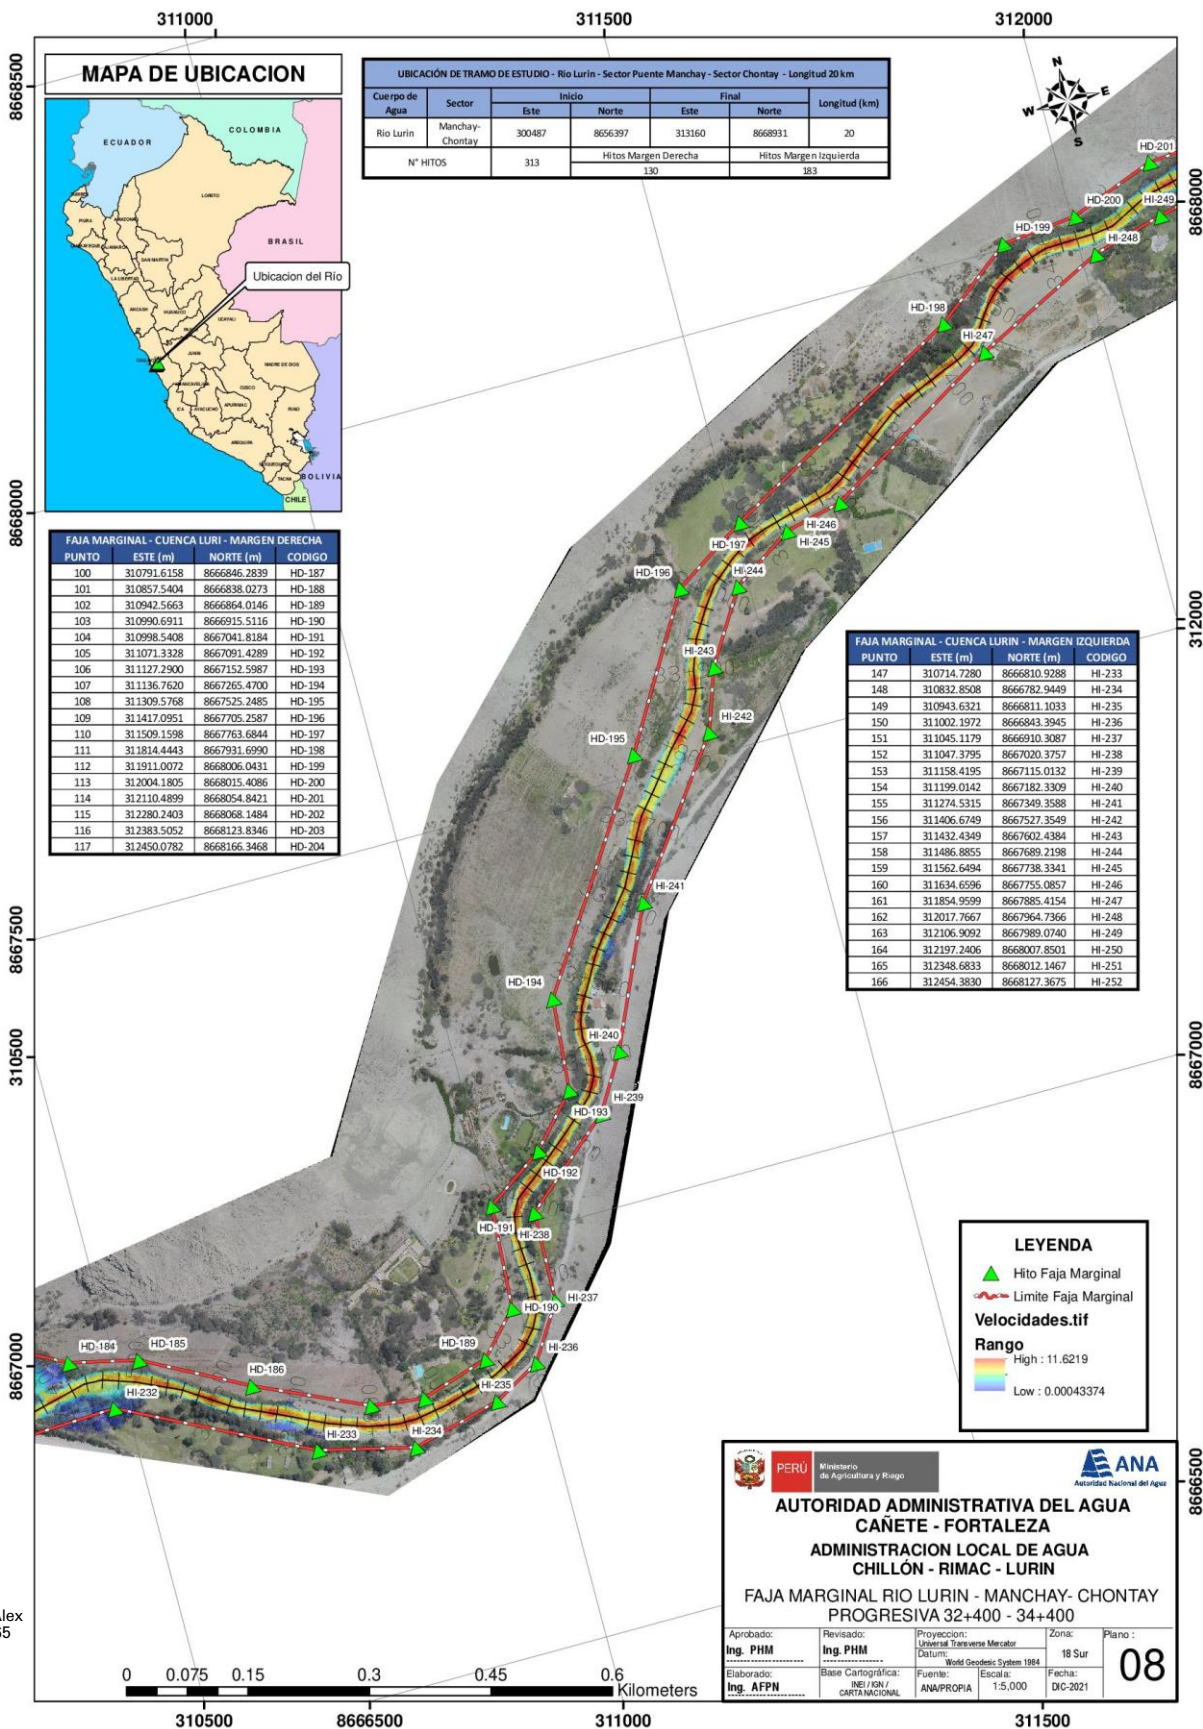 311000
311500
312000
8668500
8668000
8667500
310500
8667000
8668000
312000
8667000
8666500
310500
8666500
311000
311500
MAPA DE UBICACION
ECUADOR
COLOMBIA
BRASIL
BOLIVIA
CHILE
LORETO
PIURA
SAN MARTIN
LA LIBERTAD
ANCASH
HUANUCO
UCAYALI
JUNIN
MADRE DE DIOS
CUSCO
ICA
AYACUCHO
APURIMAC
PUNO
AREQUIPA
TACNA
Ubicacion del Río
UBICACIÓN DE TRAMO DE ESTUDIO - Rio Lurin - Sector Puente Manchay - Sector Chontay - Longitud 20 km
Cuerpo de Agua Sector Inicio Final Longitud (km)
Este Norte Este Norte
Rio Lurin Manchay-Chontay 300487 8656397 313160 8668931 20
N° HITOS 313 Hitos Margen Derecha Hitos Margen Izquierda
130 183
N
E
S
W
FAJA MARGINAL - CUENCA LURI - MARGEN DERECHA
PUNTO ESTE (m) NORTE (m) CODIGO
100 310791.6158 8666846.2839 HD-187
101 310857.5404 8666838.0273 HD-188
102 310942.5663 8666864.0146 HD-189
103 310990.6911 8666915.5116 HD-190
104 310998.5408 8667041.8184 HD-191
105 311071.3328 8667091.4289 HD-192
106 311127.2900 8667152.5987 HD-193
107 311136.7620 8667265.4700 HD-194
108 311309.5768 8667525.2485 HD-195
109 311417.0951 8667705.2587 HD-196
110 311509.1598 8667763.6844 HD-197
111 311814.4443 8667931.6990 HD-198
112 311911.0072 8668006.0431 HD-199
113 312004.1805 8668015.4086 HD-200
114 312110.4899 8668054.8421 HD-201
115 312280.2403 8668068.1484 HD-202
116 312383.5052 8668123.8346 HD-203
117 312450.0782 8668166.3468 HD-204
FAJA MARGINAL - CUENCA LURIN - MARGEN IZQUIERDA
PUNTO ESTE (m) NORTE (m) CODIGO
147 310714.7280 8666810.9288 HI-233
148 310832.8508 8666782.9449 HI-234
149 310943.6321 8666811.1033 HI-235
150 311002.1972 8666843.3945 HI-236
151 311045.1179 8666910.3087 HI-237
152 311047.3795 8667020.3757 HI-238
153 311158.4195 8667115.0132 HI-239
154 311199.0142 8667182.3309 HI-240
155 311274.5315 8667349.3588 HI-241
156 311406.6749 8667527.3549 HI-242
157 311432.4349 8667602.4384 HI-243
158 311486.8855 8667689.2198 HI-244
159 311562.6494 8667738.3341 HI-245
160 311634.6596 8667755.0857 HI-246
161 311854.9599 8667885.4154 HI-247
162 312017.7667 8667964.7366 HI-248
163 312106.9092 8667989.0740 HI-249
164 312197.2406 8668007.8501 HI-250
165 312348.6833 8668012.1467 HI-251
166 312454.3830 8668127.3675 HI-252
HD-201
HD-200
HI-249
HD-199
HI-248
HD-198
HI-247
HI-246
HD-197
HI-245
HD-196
HI-244
HI-243
HI-242
HD-195
HI-241
HD-194
HI-240
HI-239
HD-193
HD-192
HD-191
HI-238
HI-237
HD-190
HD-189
HI-236
HD-184
HD-185
HD-186
HI-232
HI-235
HI-233
HI-234
LEYENDA
Hito Faja Marginal
Limite Faja Marginal
Velocidades.tif
Rango
High : 11.6219
Low : 0.00043374
PERÚ Ministerio de Agricultura y Riego
ANA
Autoridad Nacional del Agua
AUTORIDAD ADMINISTRATIVA DEL AGUA
CAÑETE - FORTALEZA
ADMINISTRACION LOCAL DE AGUA
CHILLÓN - RIMAC - LURIN
FAJA MARGINAL RIO LURIN - MANCHAY- CHONTAY
PROGRESIVA 32+400 - 34+400
Aprobado: Ing. PHM
Revisado: Ing. PHM
Proyeccion: Universal Transverse Mercator
Datum: World Geodesic System 1984
Zona: 18 Sur
Plano : 08
Elaborado: Ing. AFPN
Base Cartográfica: INEI / IGN / CARTA NACIONAL
Fuente: ANA/PROPIA
Escala: 1:5,000
Fecha: DIC-2021
0 0.075 0.15 0.3 0.45 0.6
Kilometers